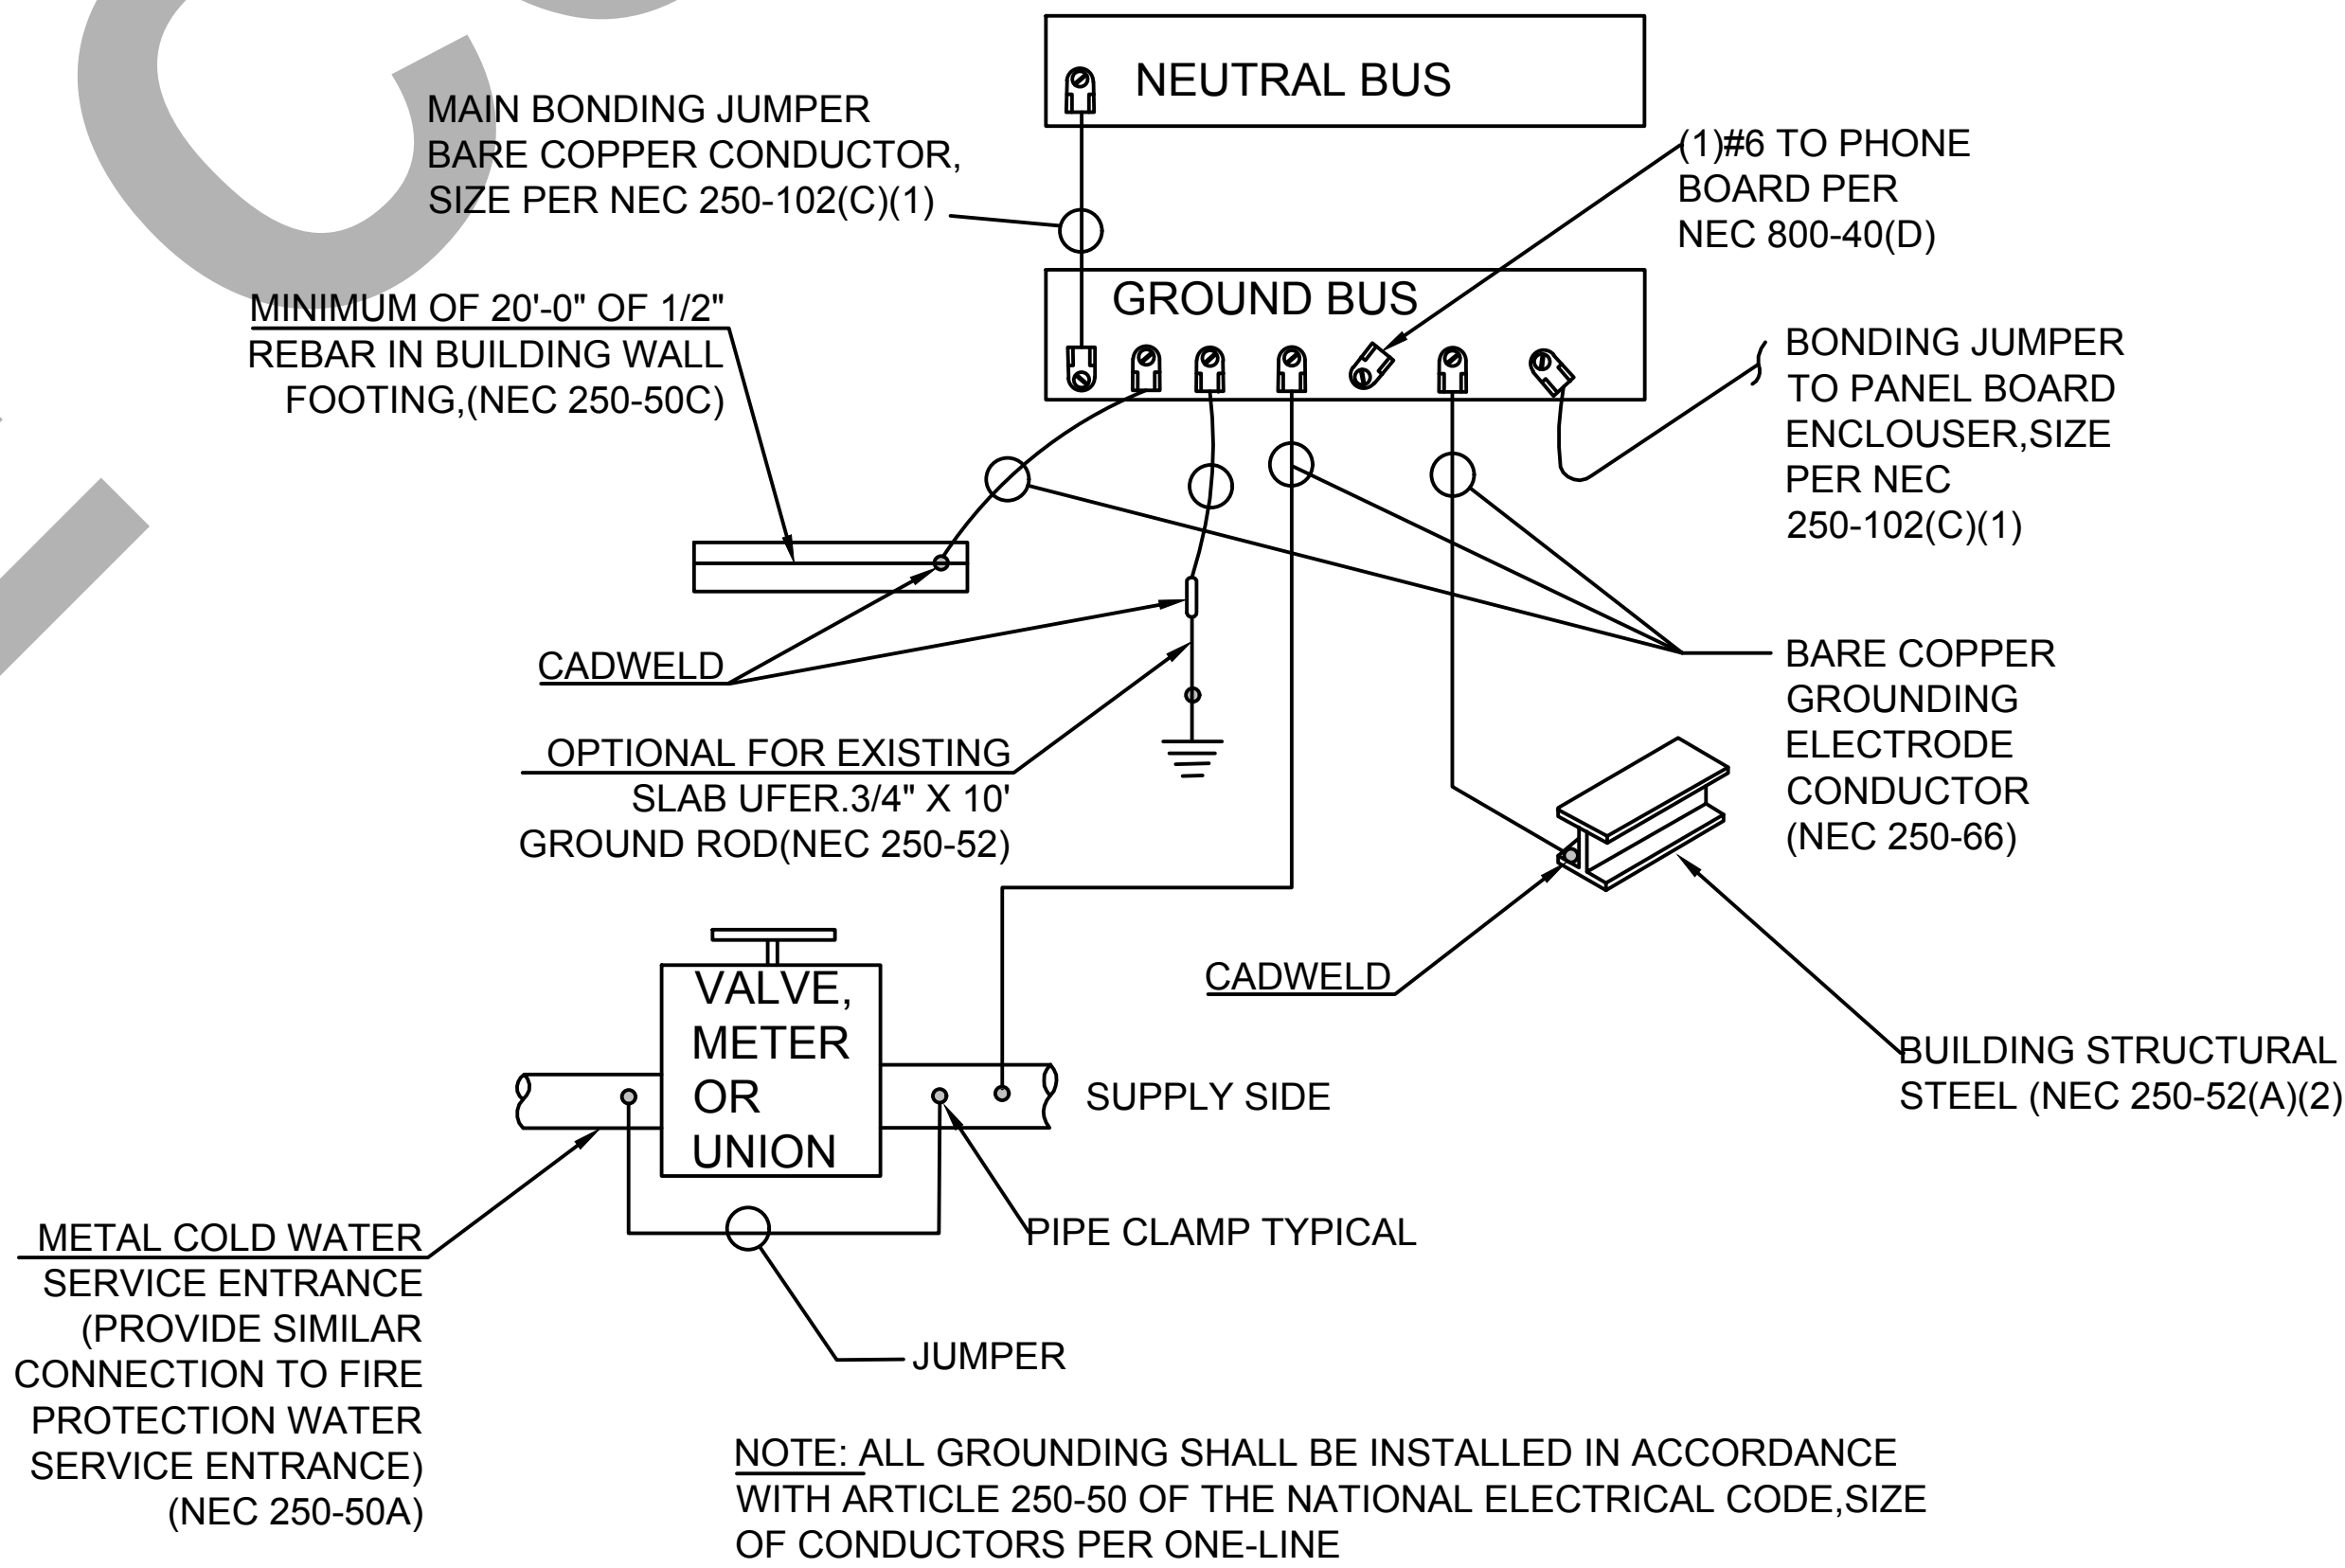 NEUTRAL BUS
MAIN BONDING JUMPER
BARE COPPER CONDUCTOR,
SIZE PER NEC 250-102(C)(1)
(1)#6 TO PHONE
BOARD PER
NEC 800-40(D)
GROUND BUS
MINIMUM OF 20'-0" OF 1/2"
REBAR IN BUILDING WALL
FOOTING,(NEC 250-50C)
BONDING JUMPER
TO PANEL BOARD
ENCLOUSER,SIZE
PER NEC
250-102(C)(1)
CADWELD
BARE COPPER
GROUNDING
ELECTRODE
CONDUCTOR
(NEC 250-66)
OPTIONAL FOR EXISTING
SLAB UFER.3/4" X 10'
GROUND ROD(NEC 250-52)
CADWELD
VALVE,
METER
OR
UNION
SUPPLY SIDE
BUILDING STRUCTURAL
STEEL (NEC 250-52(A)(2)
PIPE CLAMP TYPICAL
METAL COLD WATER
SERVICE ENTRANCE
(PROVIDE SIMILAR
CONNECTION TO FIRE
PROTECTION WATER
SERVICE ENTRANCE)
(NEC 250-50A)
JUMPER
NOTE: ALL GROUNDING SHALL BE INSTALLED IN ACCORDANCE
WITH ARTICLE 250-50 OF THE NATIONAL ELECTRICAL CODE,SIZE
OF CONDUCTORS PER ONE-LINE